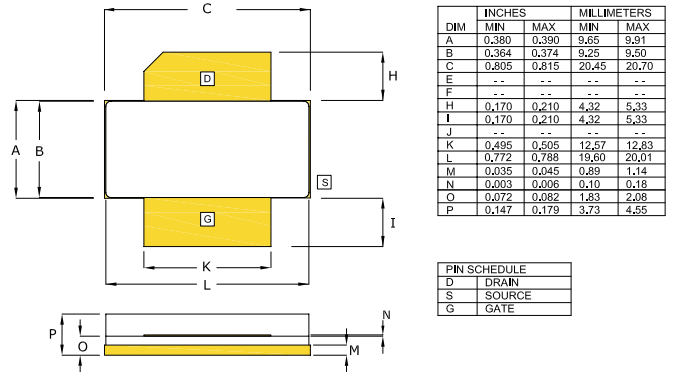 C
D
H
A
B
S
G
I
K
L
P
O
N
M
INCHES MILLIMETERS
DIM MIN MAX MIN MAX
A 0.380 0.390 9.65 9.91
B 0.364 0.374 9.25 9.50
C 0.805 0.815 20.45 20.70
E -- -- -- --
F -- -- -- --
H 0.170 0.210 4.32 5.33
I 0.170 0.210 4.32 5.33
J -- -- -- --
K 0.495 0.505 12.57 12.83
L 0.772 0.788 19.60 20.01
M 0.035 0.045 0.89 1.14
N 0.003 0.006 0.10 0.18
O 0.072 0.082 1.83 2.08
P 0.147 0.179 3.73 4.55
PIN SCHEDULE
D DRAIN
S SOURCE
G GATE